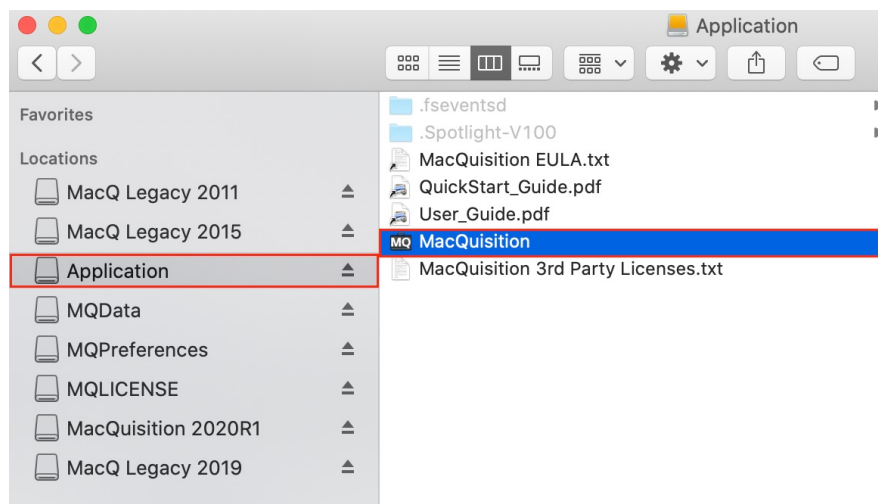 Application
Favorites
Locations
MacQ Legacy 2011
MacQ Legacy 2015
Application
MQData
MQPreferences
MQLICENSE
MacQuisition 2020R1
MacQ Legacy 2019
.fseventsd
.Spotlight-V100
MacQuisition EULA.txt
QuickStart_Guide.pdf
User_Guide.pdf
MQ MacQuisition
MacQuisition 3rd Party Licenses.txt